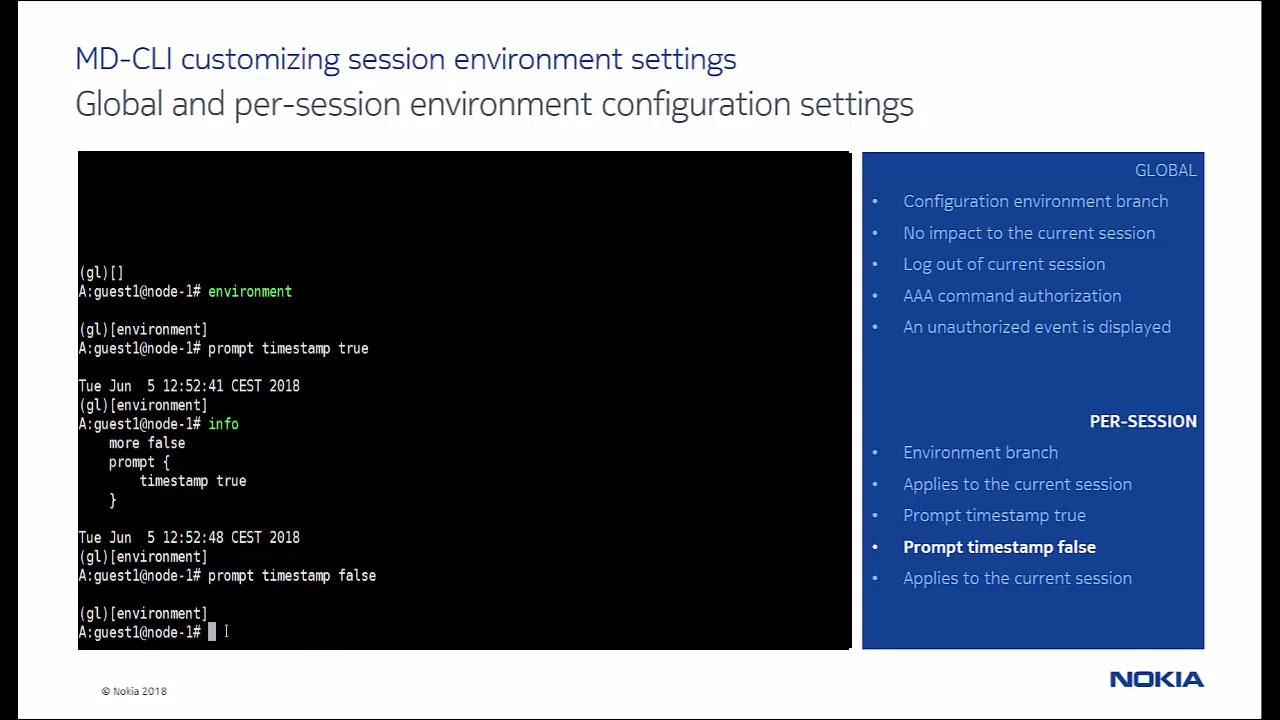 MD-CLI customizing session environment settings
Global and per-session environment configuration settings
(gl)[]
A:guest1@node-1# environment
(gl)[environment]
A:guest1@node-1# prompt timestamp true
Tue Jun  5 12:52:41 CEST 2018
(gl)[environment]
A:guest1@node-1# info
    more false
    prompt {
        timestamp true
    }
Tue Jun  5 12:52:48 CEST 2018
(gl)[environment]
A:guest1@node-1# prompt timestamp false
(gl)[environment]
A:guest1@node-1#
GLOBAL
• Configuration environment branch
• No impact to the current session
• Log out of current session
• AAA command authorization
• An unauthorized event is displayed
PER-SESSION
• Environment branch
• Applies to the current session
• Prompt timestamp true
• Prompt timestamp false
• Applies to the current session
© Nokia 2018
NOKIA